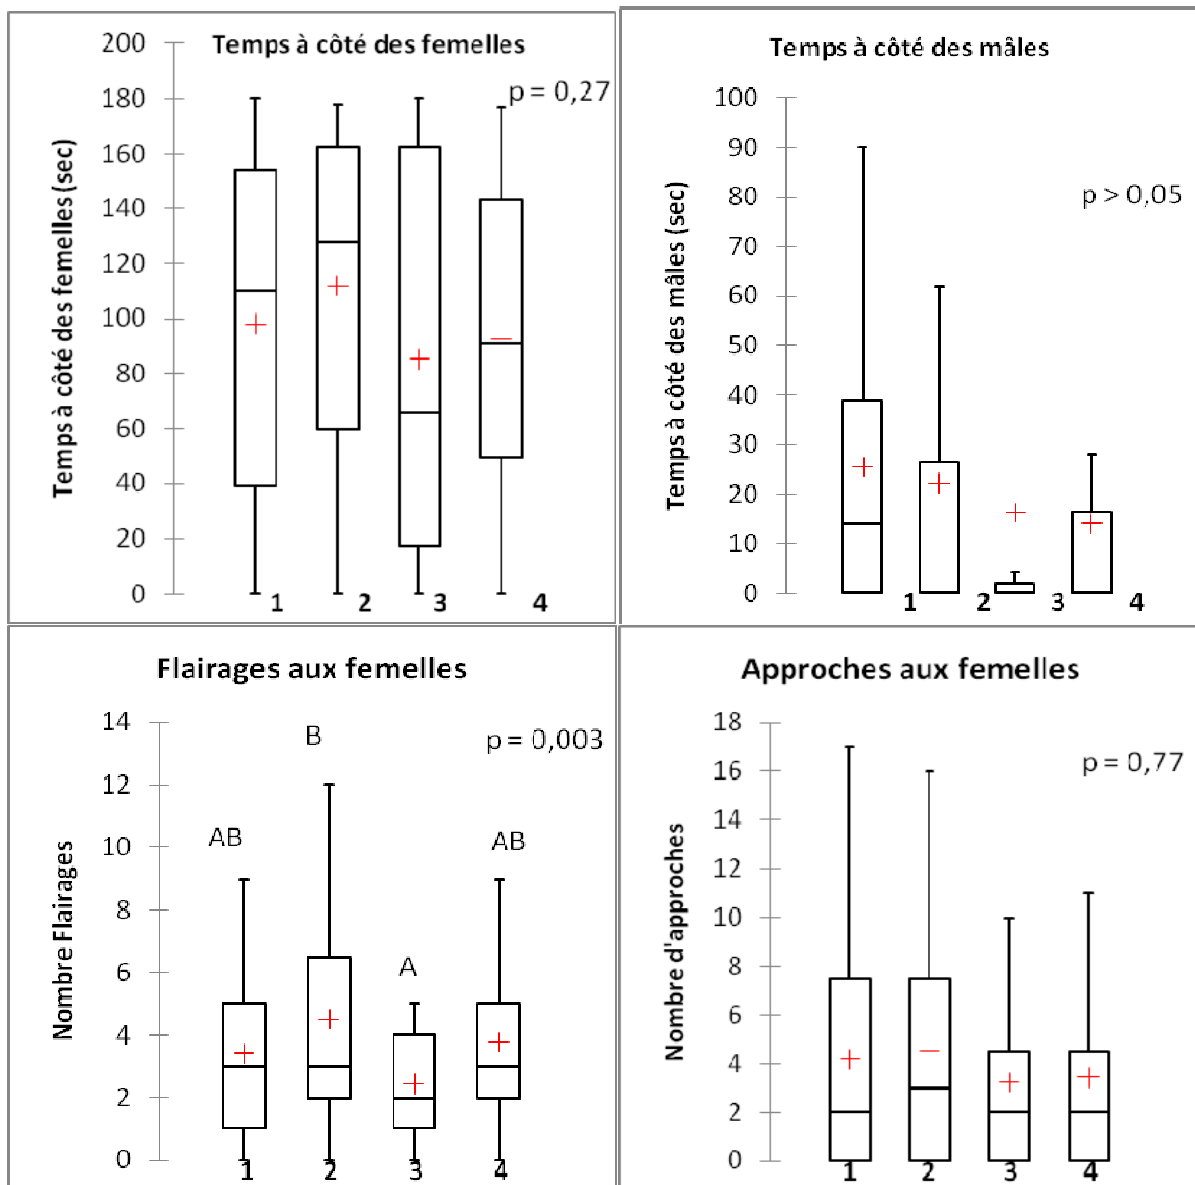 Temps à côté des femelles
p = 0,27
Temps à côté des femelles (sec)
200
180
160
140
120
100
80
60
40
20
0
1 2 3 4
Temps à côté des mâles
p > 0,05
Temps à côté des mâles (sec)
100
90
80
70
60
50
40
30
20
10
0
1 2 3 4
Flairages aux femelles
p = 0,003
Nombre Flairages
14
12
10
8
6
4
2
0
AB
B
A
AB
1 2 3 4
Approches aux femelles
p = 0,77
Nombre d'approches
18
16
14
12
10
8
6
4
2
0
1 2 3 4